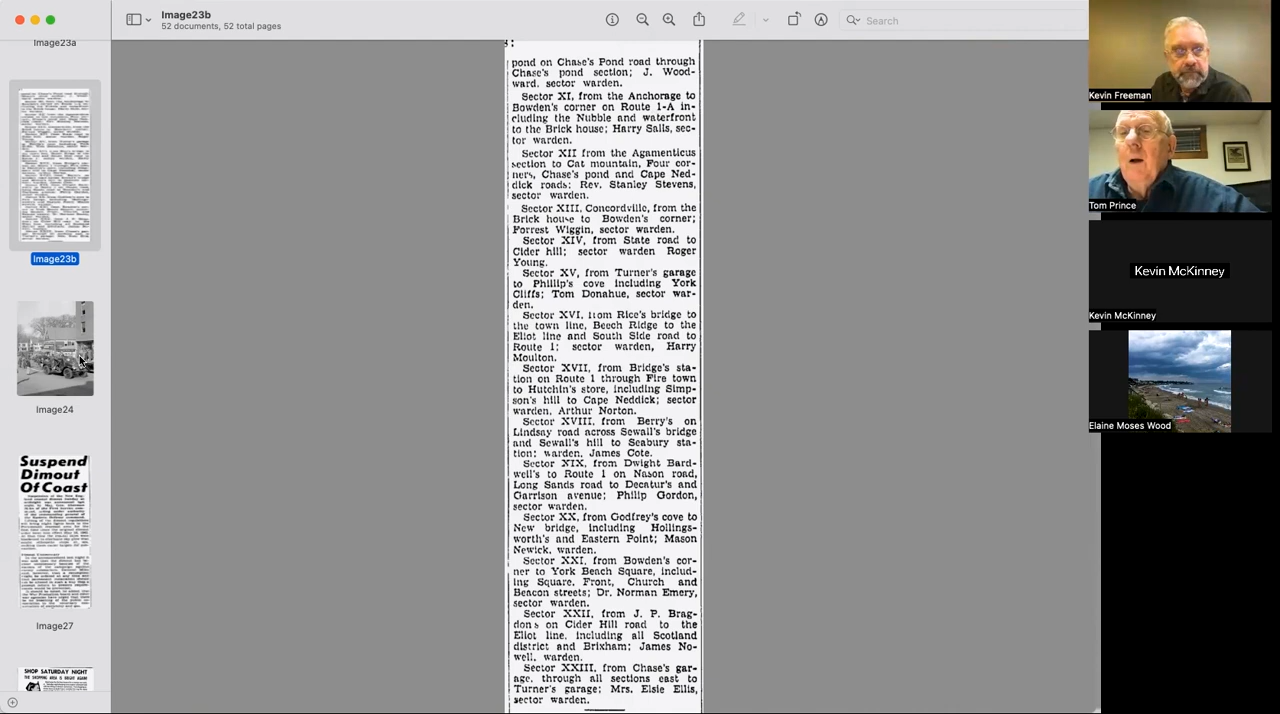 Image23b
52 documents, 52 total pages
Search
Image23a
Image23b
Image24
Suspend
Dimout
Of Coast
Image27
SHOP SATURDAY NIGHT
pond on Chase's Pond road through
Chase's pond section; J. Wood-
ward, sector warden.
Sector XI, from the Anchorage to
Bowden's corner on Route 1-A in-
cluding the Nubble and waterfront
to the Brick house; Harry Salls, sec-
tor warden.
Sector XII from the Agamenticus
section to Cat mountain, Four cor-
ners, Chase's pond and Cape Ned-
dick roads; Rev. Stanley Stevens,
sector warden.
Sector XIII, Concordville, from the
Brick house to Bowden's corner;
Forrest Wiggin, sector warden.
Sector XIV, from State road to
Cider hill; sector warden Roger
Young.
Sector XV, from Turner's garage
to Phillip's cove including York
Cliffs; Tom Donahue, sector war-
den.
Sector XVI, from Rice's bridge to
the town line, Beech Ridge to the
Eliot line and South Side road to
Route 1; sector warden, Harry
Moulton.
Sector XVII, from Bridge's sta-
tion on Route 1 through Fire town
to Hutchin's store, including Simp-
son's hill to Cape Neddick; sector
warden, Arthur Norton.
Sector XVIII, from Berry's on
Lindsay road across Sewall's bridge
and Sewall's hill to Seabury sta-
tion; warden, James Cote.
Sector XIX, from Dwight Bard-
well's to Route 1 on Nason road,
Long Sands road to Decatur's and
Garrison avenue; Philip Gordon,
sector warden.
Sector XX, from Godfrey's cove to
New bridge, including Hollings-
worth's and Eastern Point; Mason
Newick, warden.
Sector XXI, from Bowden's cor-
ner to York Beach Square, includ-
ing Square, Front, Church and
Beacon streets; Dr. Norman Emery,
sector warden.
Sector XXII, from J. P. Brag-
don's on Cider Hill road to the
Eliot line, including all Scotland
district and Brixham; James No-
well, warden.
Sector XXIII, from Chase's gar-
age, through all sections east to
Turner's garage; Mrs. Elsie Ellis,
sector warden.
Kevin Freeman
Tom Prince
Kevin McKinney
Kevin McKinney
Elaine Moses Wood